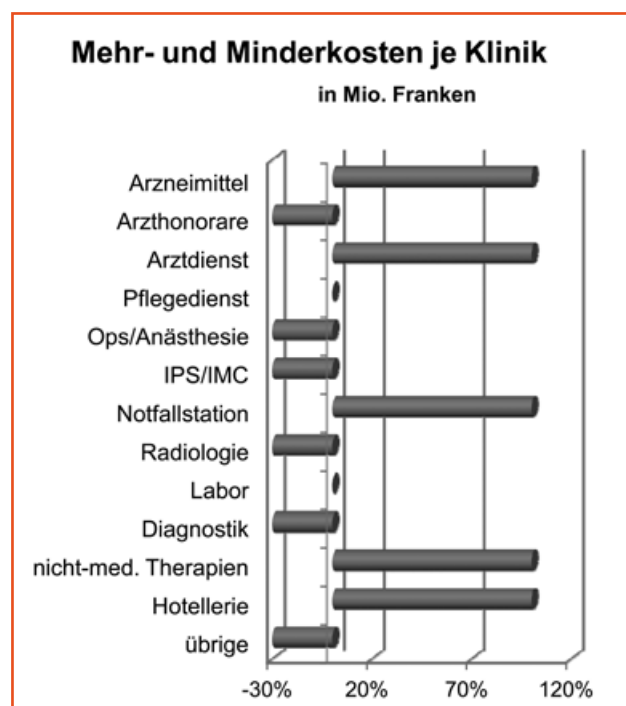 Mehr- und Minderkosten je Klinik
in Mio. Franken
Arzneimittel
Arzthonorare
Arztdienst
Pflegedienst
Ops/Anästhesie
IPS/IMC
Notfallstation
Radiologie
Labor
Diagnostik
nicht-med. Therapien
Hotellerie
übrige
-30% 20% 70% 120%